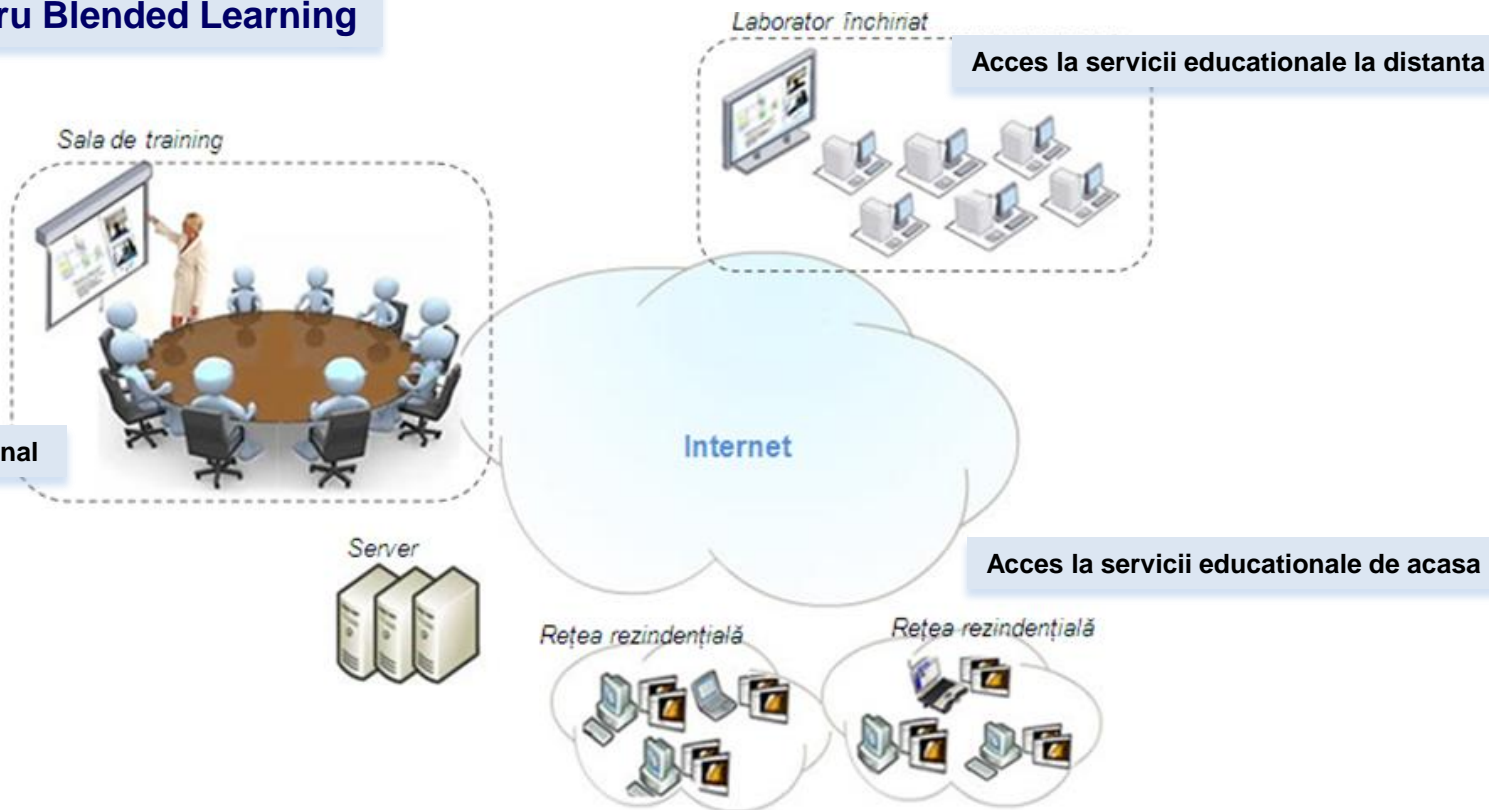 ru Blended Learning
Laborator închiriat
Acces la servicii educationale la distanta
Sala de training
Internet
nal
Server
Acces la servicii educationale de acasa
Rețea rezindențială
Rețea rezindențială